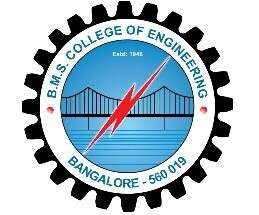 B.M.S. COLLEGE OF ENGINEERING
Estd: 1946
BANGALORE - 560 019